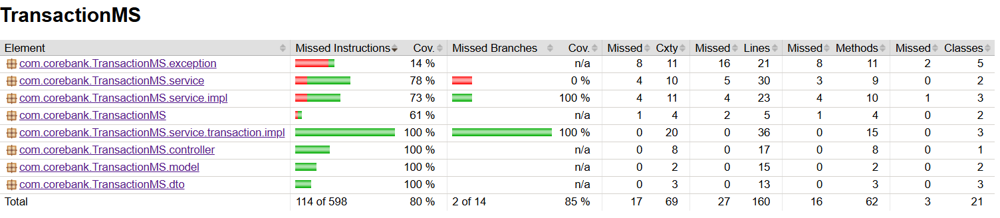 TransactionMS
Element Missed Instructions Cov. Missed Branches Cov. Missed Cxty Missed Lines Missed Methods Missed Classes
com.corebank.TransactionMS.exception 14 % n/a 8 11 16 21 8 11 2 5
com.corebank.TransactionMS.service 78 % 0 % 4 10 5 30 3 9 0 2
com.corebank.TransactionMS.service.impl 73 % 100 % 4 11 4 23 4 10 1 3
com.corebank.TransactionMS 61 % n/a 1 4 2 5 1 4 0 2
com.corebank.TransactionMS.service.transaction.impl 100 % 100 % 0 20 0 36 0 15 0 3
com.corebank.TransactionMS.controller 100 % n/a 0 8 0 17 0 8 0 1
com.corebank.TransactionMS.model 100 % n/a 0 2 0 15 0 2 0 2
com.corebank.TransactionMS.dto 100 % n/a 0 3 0 13 0 3 0 3
Total 114 of 598 80 % 2 of 14 85 % 17 69 27 160 16 62 3 21